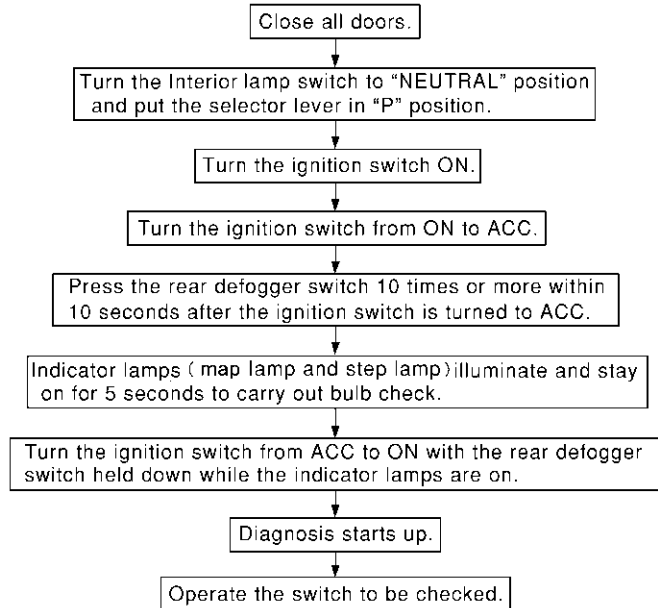 Close all doors.
Turn the Interior lamp switch to “NEUTRAL” position
and put the selector lever in “P” position.
Turn the ignition switch ON.
Turn the ignition switch from ON to ACC.
Press the rear defogger switch 10 times or more within
10 seconds after the ignition switch is turned to ACC.
Indicator lamps (map lamp and step lamp) illuminate and stay
on for 5 seconds to carry out bulb check.
Turn the ignition switch from ACC to ON with the rear defogger
switch held down while the indicator lamps are on.
Diagnosis starts up.
Operate the switch to be checked.